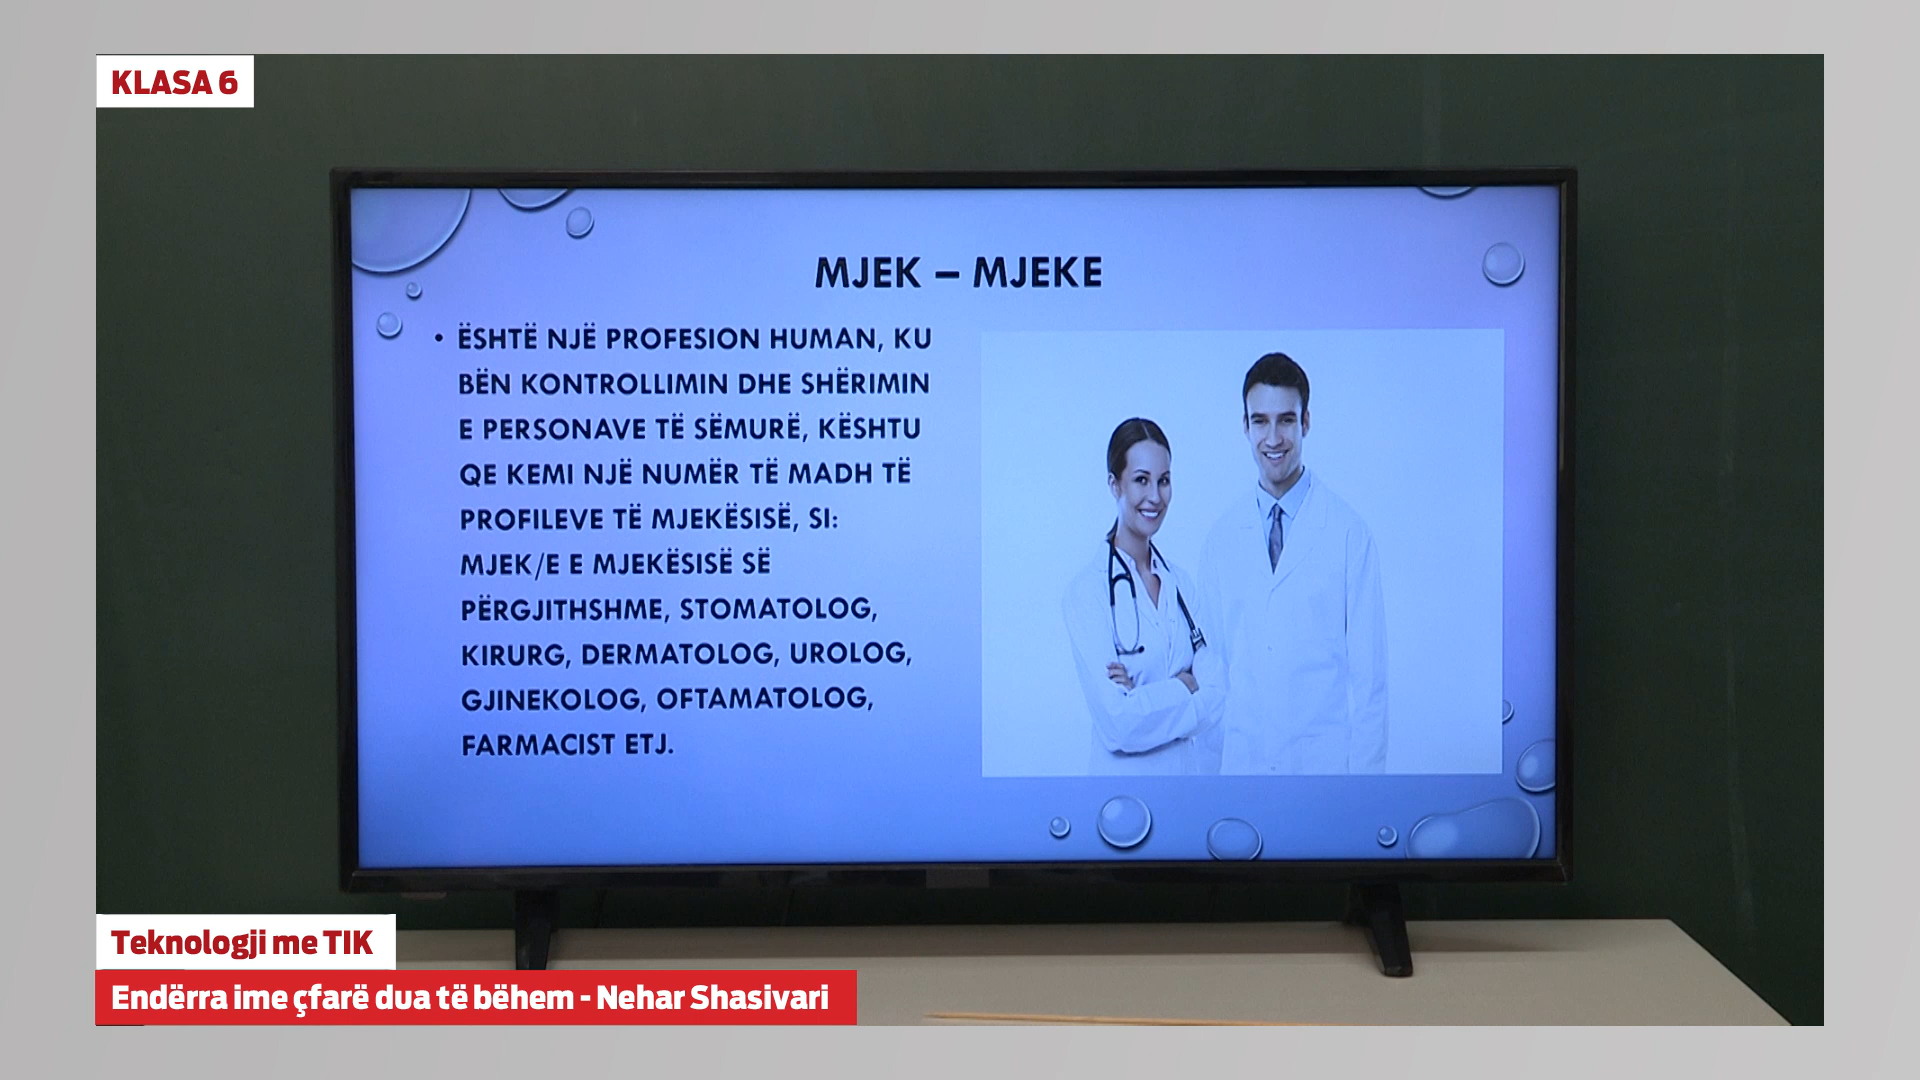 KLASA 6
MJEK – MJEKE
• ËSHTË NJË PROFESION HUMAN, KU
BËN KONTROLLIMIN DHE SHËRIMIN
E PERSONAVE TË SËMURË, KËSHTU
QE KEMI NJË NUMËR TË MADH TË
PROFILEVE TË MJEKËSISË, SI:
MJEK/E E MJEKËSISË SË
PËRGJITHSHME, STOMATOLOG,
KIRURG, DERMATOLOG, UROLOG,
GJINEKOLOG, OFTAMATOLOG,
FARMACIST ETJ.
Teknologji me TIK
Endërra ime çfarë dua të bëhem - Nehar Shasivari